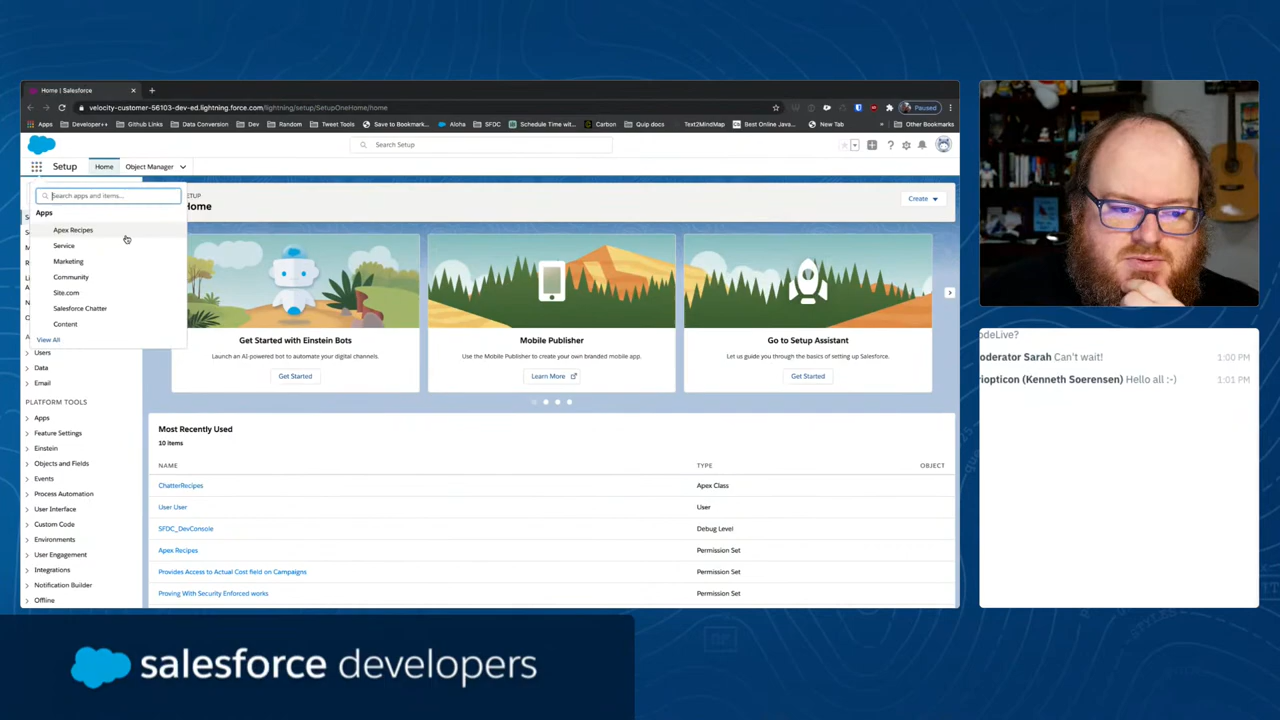 Home | Salesforce
velocity-customer-56103-dev-ed.lightning.force.com/lightning/setup/SetupOneHome/home
Paused
Apps
Developer++
Github Links
Data Conversion
Dev
Random
Tweet Tools
Save to Bookmark...
Aloha
SFDC
Schedule Time wit...
Carbon
Quip docs
Text2MindMap
Best Online Java...
New Tab
Other Bookmarks
Search Setup
Setup
Home
Object Manager
Search apps and items...
Apps
Apex Recipes
Service
Marketing
Community
Site.com
Salesforce Chatter
Content
View All
Users
Data
Email
PLATFORM TOOLS
Apps
Feature Settings
Einstein
Objects and Fields
Events
Process Automation
User Interface
Custom Code
Environments
User Engagement
Integrations
Notification Builder
Offline
SETUP
Home
Create
Get Started with Einstein Bots
Launch an AI-powered bot to automate your digital channels.
Get Started
Mobile Publisher
Use the Mobile Publisher to create your own branded mobile app.
Learn More
Go to Setup Assistant
Let us guide you through the basics of setting up Salesforce.
Get Started
Most Recently Used
10 items
NAME TYPE OBJECT
ChatterRecipes Apex Class
User User User
SFDC_DevConsole Debug Level
Apex Recipes Permission Set
Provides Access to Actual Cost field on Campaigns Permission Set
Proving With Security Enforced works Permission Set
odeLive?
oderator Sarah Can't wait! 1:00 PM
iopticon (Kenneth Soerensen) Hello all :-) 1:01 PM
salesforce developers